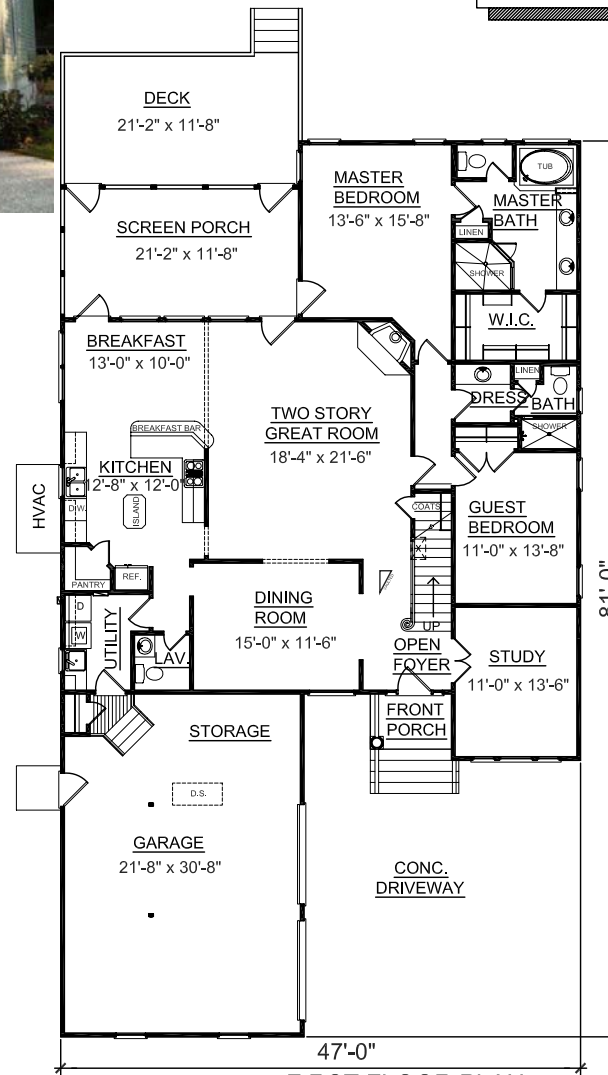 DECK
21'-2" x 11'-8"
MASTER
BEDROOM
13'-6" x 15'-8"
TUB
MASTER
BATH
LINEN
SHOWER
SCREEN PORCH
21'-2" x 11'-8"
W.I.C.
BREAKFAST
13'-0" x 10'-0"
LINEN
DRESS
BATH
SHOWER
TWO STORY
GREAT ROOM
18'-4" x 21'-6"
BREAKFAST BAR
KITCHEN
12'-8" x 12'-0"
ISLAND
D.W.
HVAC
COATS
GUEST
BEDROOM
11'-0" x 13'-8"
PANTRY
REF.
D
W
UTILITY
LAV.
DINING
ROOM
15'-0" x 11'-6"
UP
OPEN
FOYER
STUDY
11'-0" x 13'-6"
81'-0"
FRONT
PORCH
STORAGE
D.S.
GARAGE
21'-8" x 30'-8"
CONC.
DRIVEWAY
47'-0"